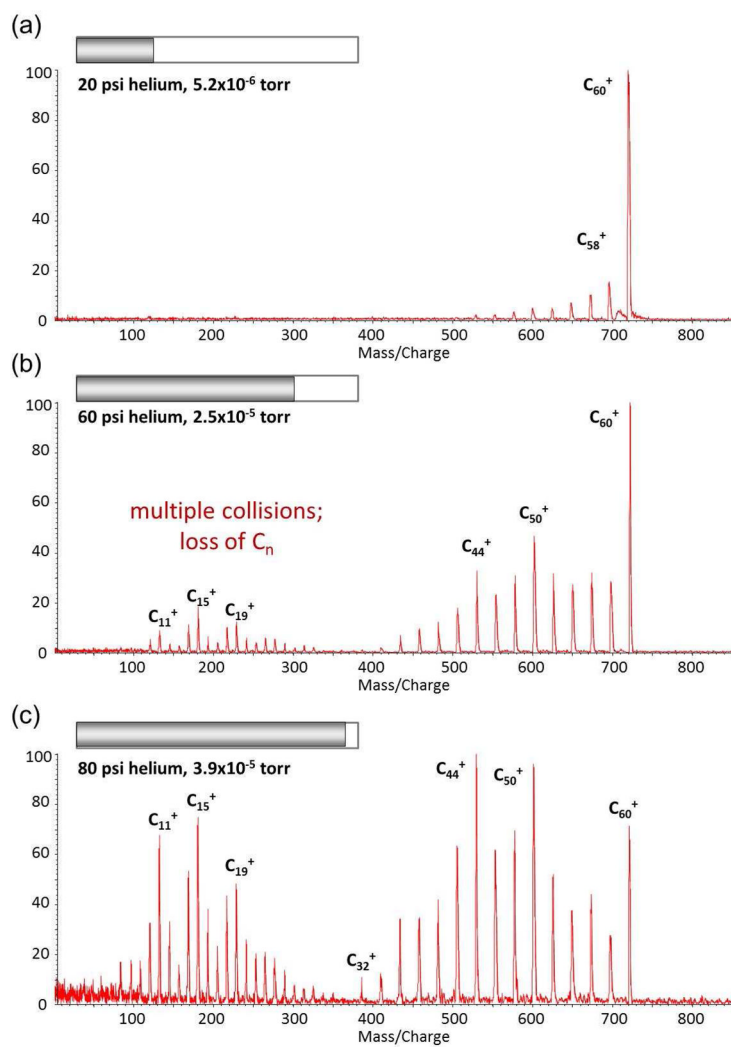 (a)
20 psi helium, 5.2x10⁻⁶ torr
100
80
60
40
20
0
C₆₀⁺
C₅₈⁺
100 200 300 400 500 600 700 800
Mass/Charge
(b)
60 psi helium, 2.5x10⁻⁵ torr
100
80
60
40
20
0
C₆₀⁺
multiple collisions;
loss of Cₙ
C₅₀⁺
C₄₄⁺
C₁₁⁺ C₁₅⁺ C₁₉⁺
100 200 300 400 500 600 700 800
Mass/Charge
(c)
80 psi helium, 3.9x10⁻⁵ torr
100
80
60
40
20
0
C₄₄⁺ C₅₀⁺
C₆₀⁺
C₁₁⁺ C₁₅⁺
C₁₉⁺
C₃₂⁺
100 200 300 400 500 600 700 800
Mass/Charge